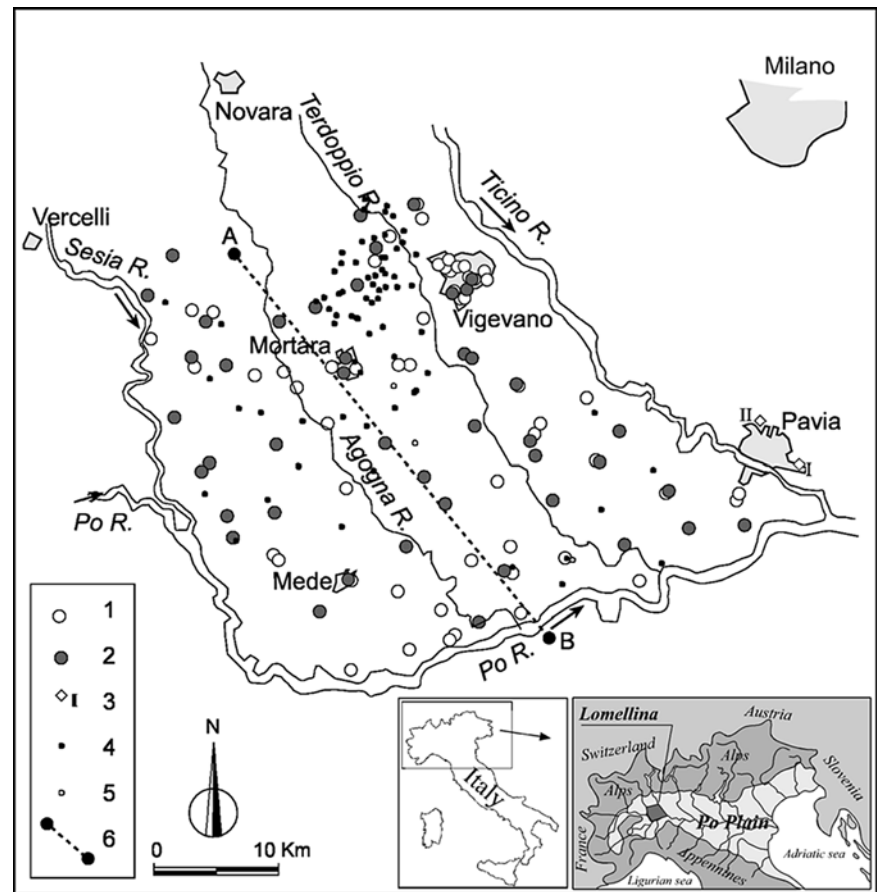 Milano
Novara
Terdoppio R.
Ticino R.
Vercelli
Sesia R.
A
Vigevano
Mortara
II
Pavia
I
Agogna R.
Po R.
Mede
B
Po R.
1
2
I 3
4
5
6
N
0 10 Km
Italy
Lomellina
Austria
Switzerland
Alps
Slovenia
Alps
Po Plain
France
Appennines
Adriatic sea
Ligurian sea